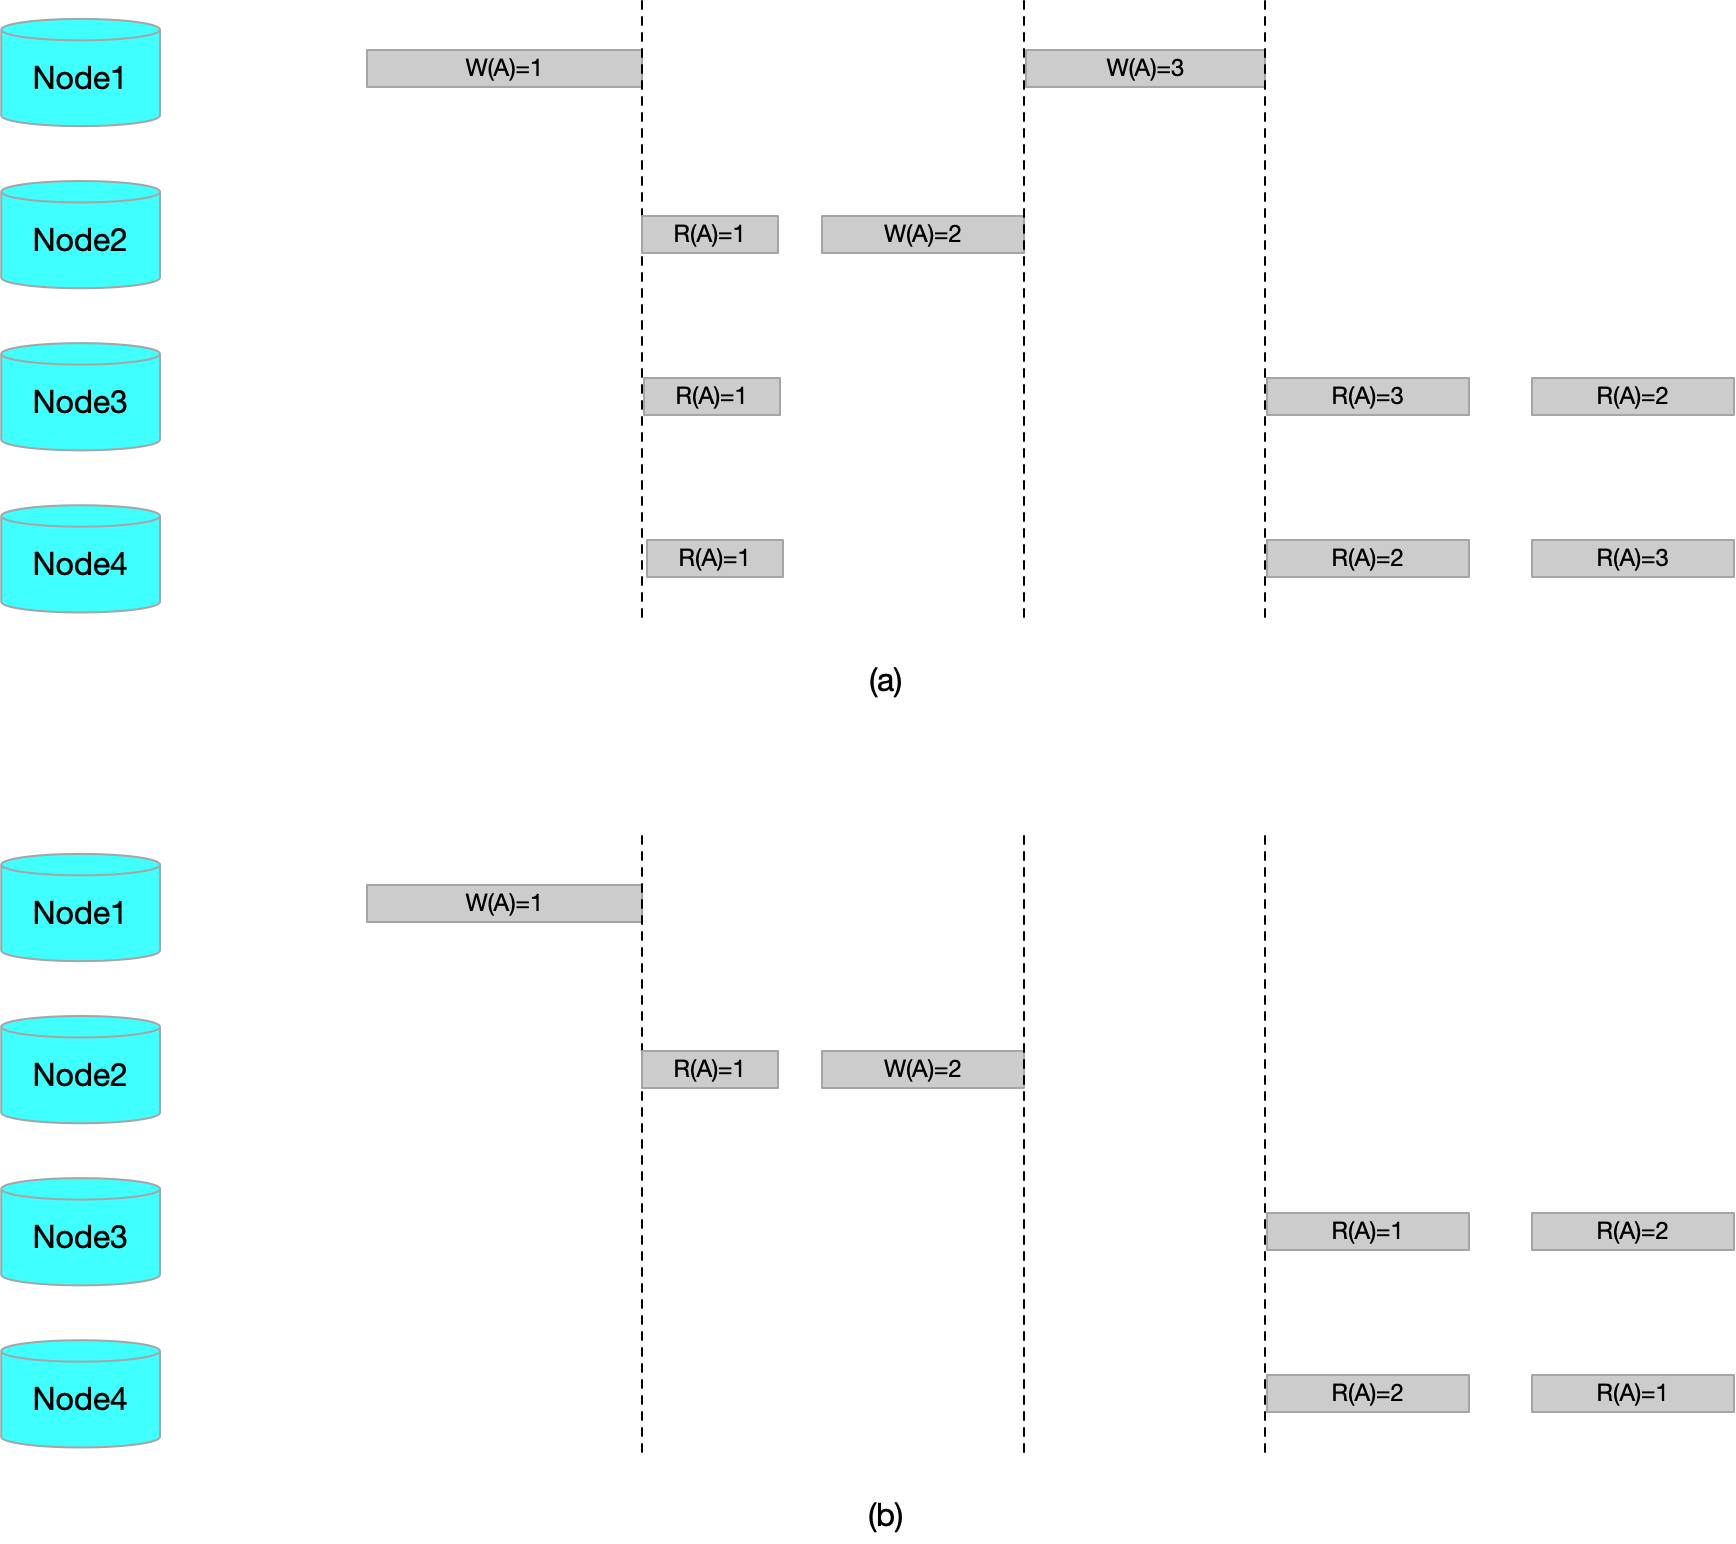 Node1
W(A)=1
W(A)=3
Node2
R(A)=1
W(A)=2
Node3
R(A)=1
R(A)=3
R(A)=2
Node4
R(A)=1
R(A)=2
R(A)=3
(a)
Node1
W(A)=1
Node2
R(A)=1
W(A)=2
Node3
R(A)=1
R(A)=2
Node4
R(A)=2
R(A)=1
(b)